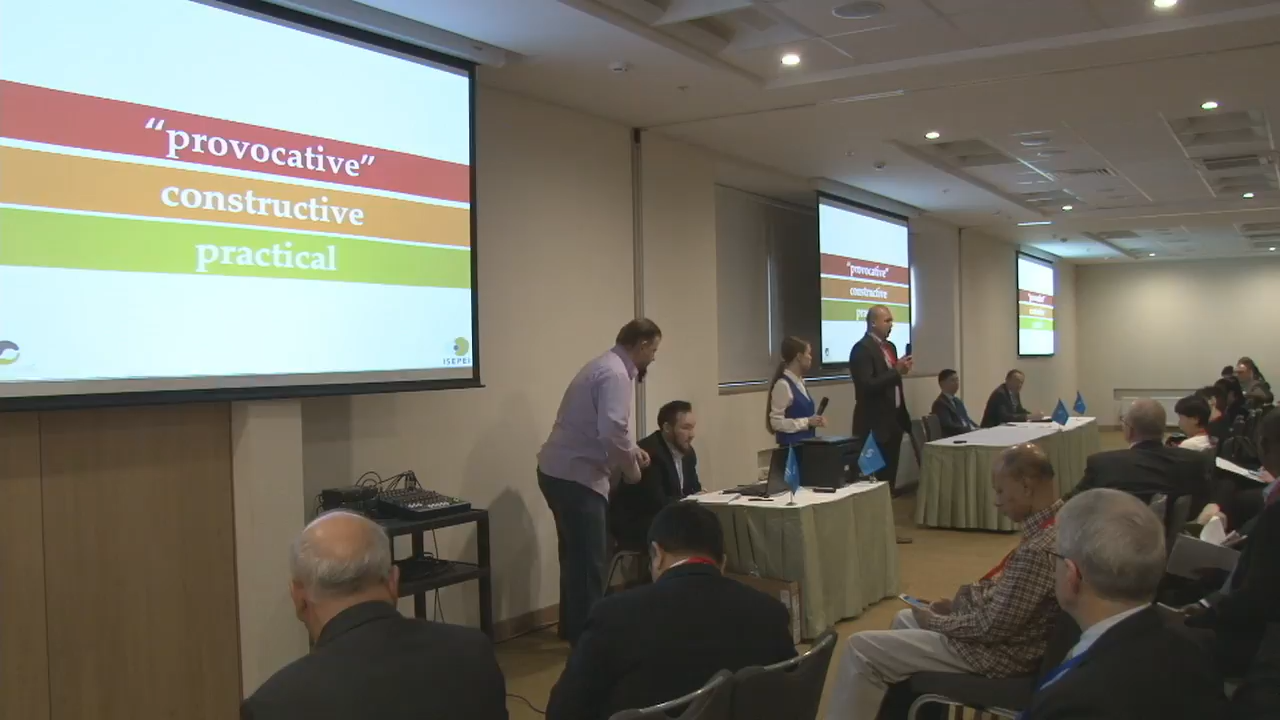 “provocative”
constructive
practical
ISEPEI
“provocative”
constructive